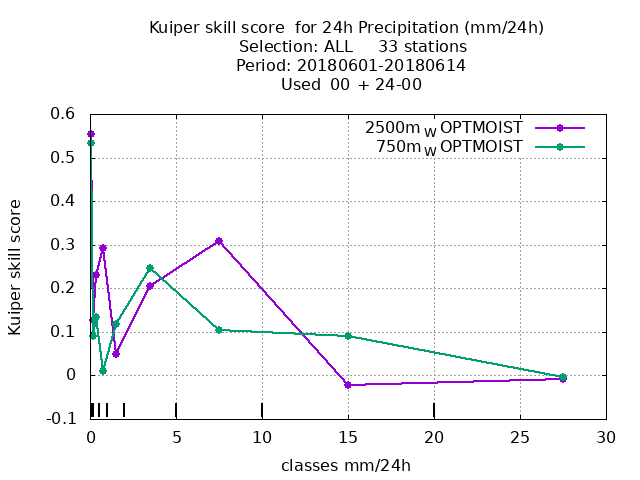 Kuiper skill score  for 24h Precipitation (mm/24h)
Selection: ALL     33 stations
Period: 20180601-20180614
Used  00 + 24-00
2500m W OPTMOIST
750m W OPTMOIST
0.6
0.5
0.4
0.3
0.2
0.1
0
-0.1
Kuiper skill score
0 5 10 15 20 25 30
classes mm/24h